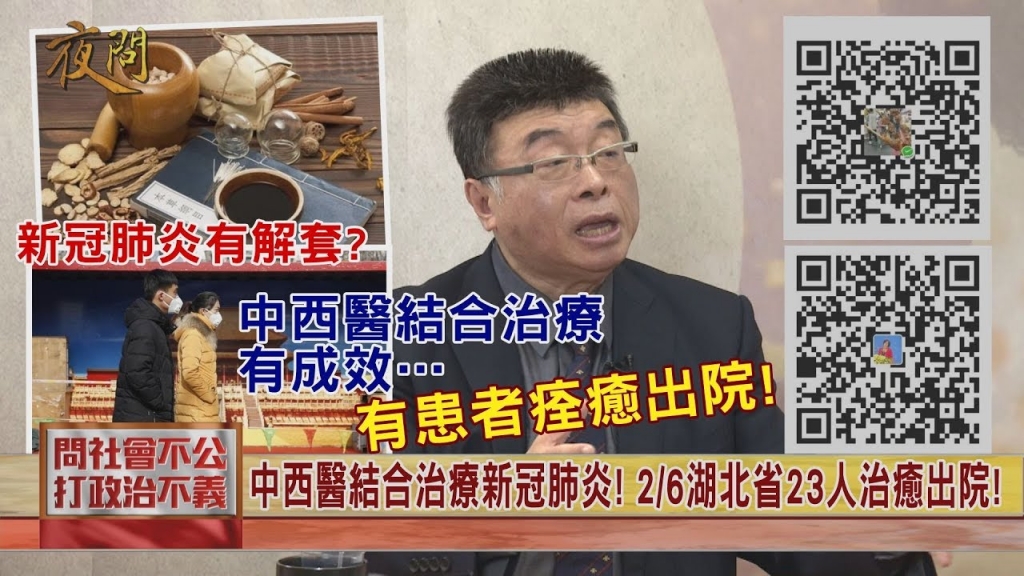 夜問
新冠肺炎有解套?
中西醫結合治療
有成效…
有患者痊癒出院!
問社會不公
打政治不義
中西醫結合治療新冠肺炎! 2/6湖北省23人治癒出院!